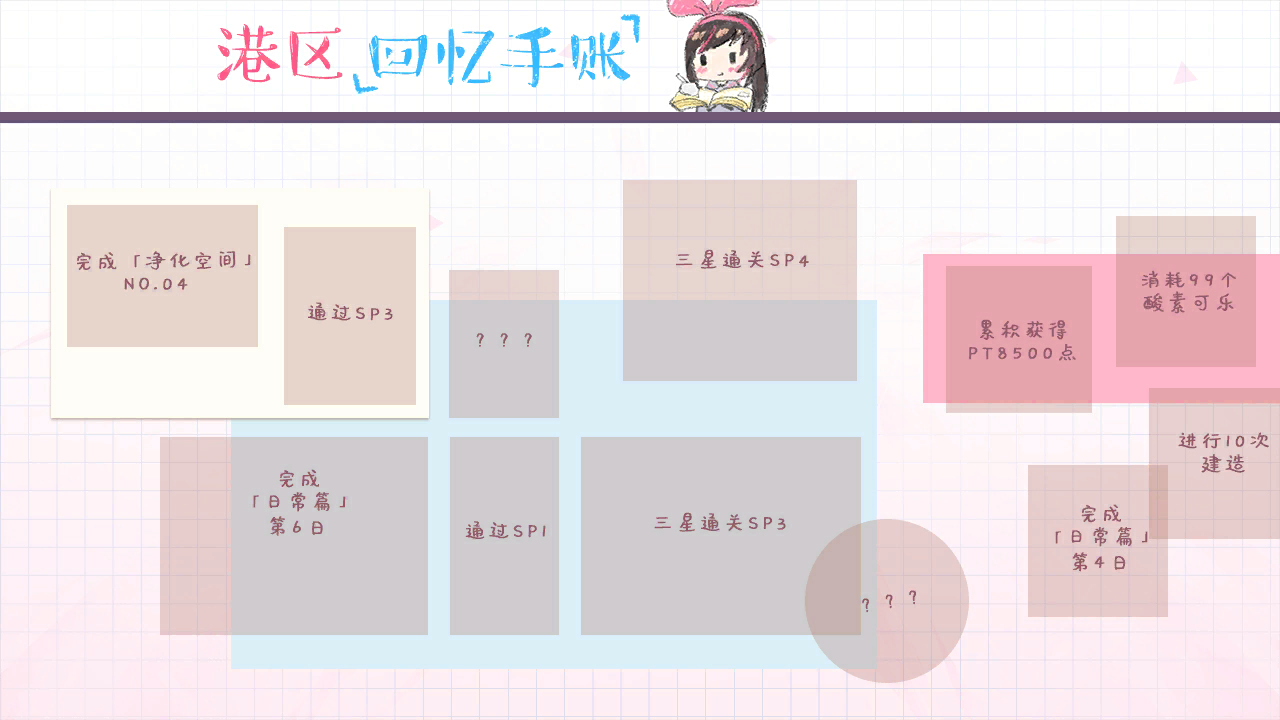 港区 回忆手账
完成「净化空间」
NO.04
通过SP3
？？？
三星通关SP4
累积获得
PT8500点
消耗99个
酸素可乐
进行10次
建造
完成
「日常篇」
第6日
通过SP1
三星通关SP3
？？？
完成
「日常篇」
第4日